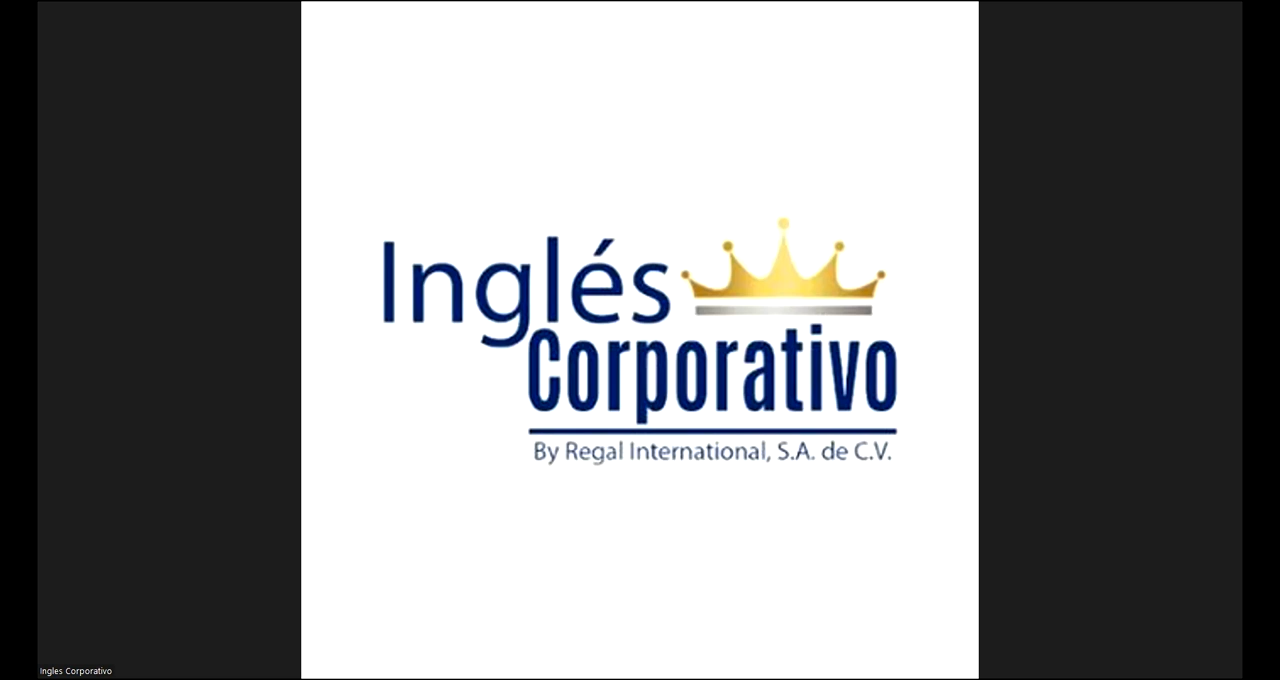 Inglés
Corporativo
By Regal International, S.A. de C.V.
Ingles Corporativo